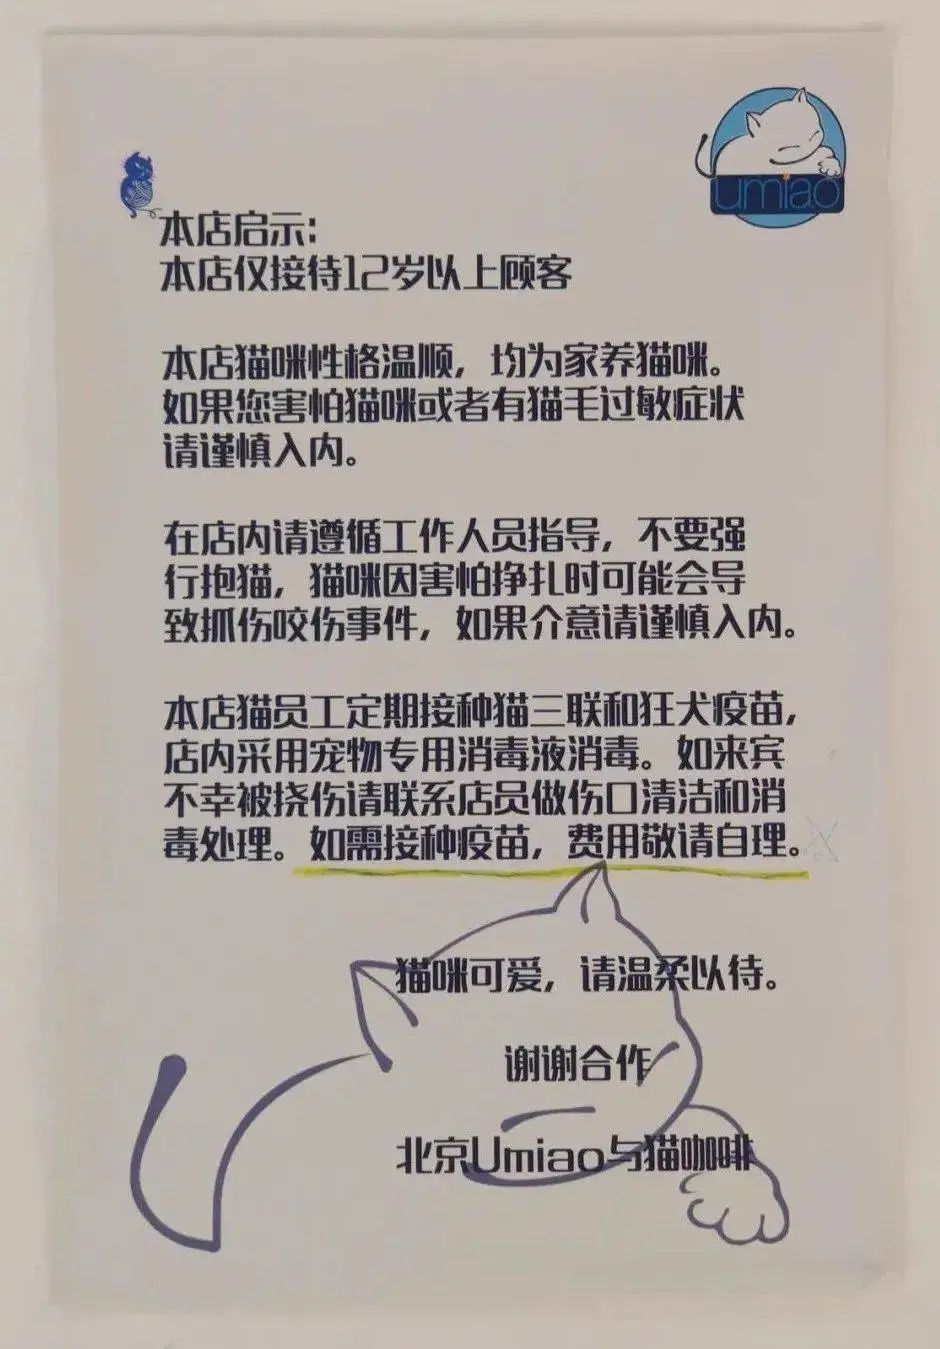 umiao
本店启示：
本店仅接待12岁以上顾客
本店猫咪性格温顺，均为家养猫咪。
如果您害怕猫咪或者有猫毛过敏症状
请谨慎入内。
在店内请遵循工作人员指导，不要强
行抱猫，猫咪因害怕挣扎时可能会导
致抓伤咬伤事件，如果介意请谨慎入内。
本店猫员工定期接种猫三联和狂犬疫苗，
店内采用宠物专用消毒液消毒。如来宾
不幸被挠伤请联系店员做伤口清洁和消
毒处理。如需接种疫苗，费用敬请自理。
猫咪可爱，请温柔以待。
谢谢合作
北京Umiao与猫咖啡